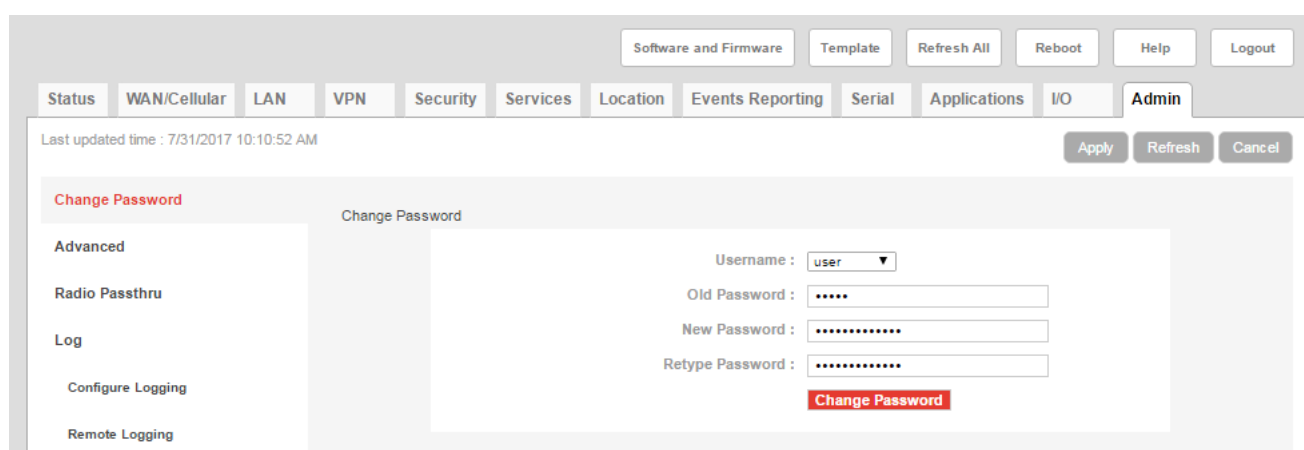 Software and Firmware Template Refresh All Reboot Help Logout
Status WAN/Cellular LAN VPN Security Services Location Events Reporting Serial Applications I/O Admin
Last updated time : 7/31/2017 10:10:52 AM
Apply Refresh Cancel
Change Password
Advanced
Radio Passthru
Log
Configure Logging
Remote Logging
Change Password
Username : user
Old Password : •••••
New Password : •••••••••••••
Retype Password : •••••••••••••
Change Password